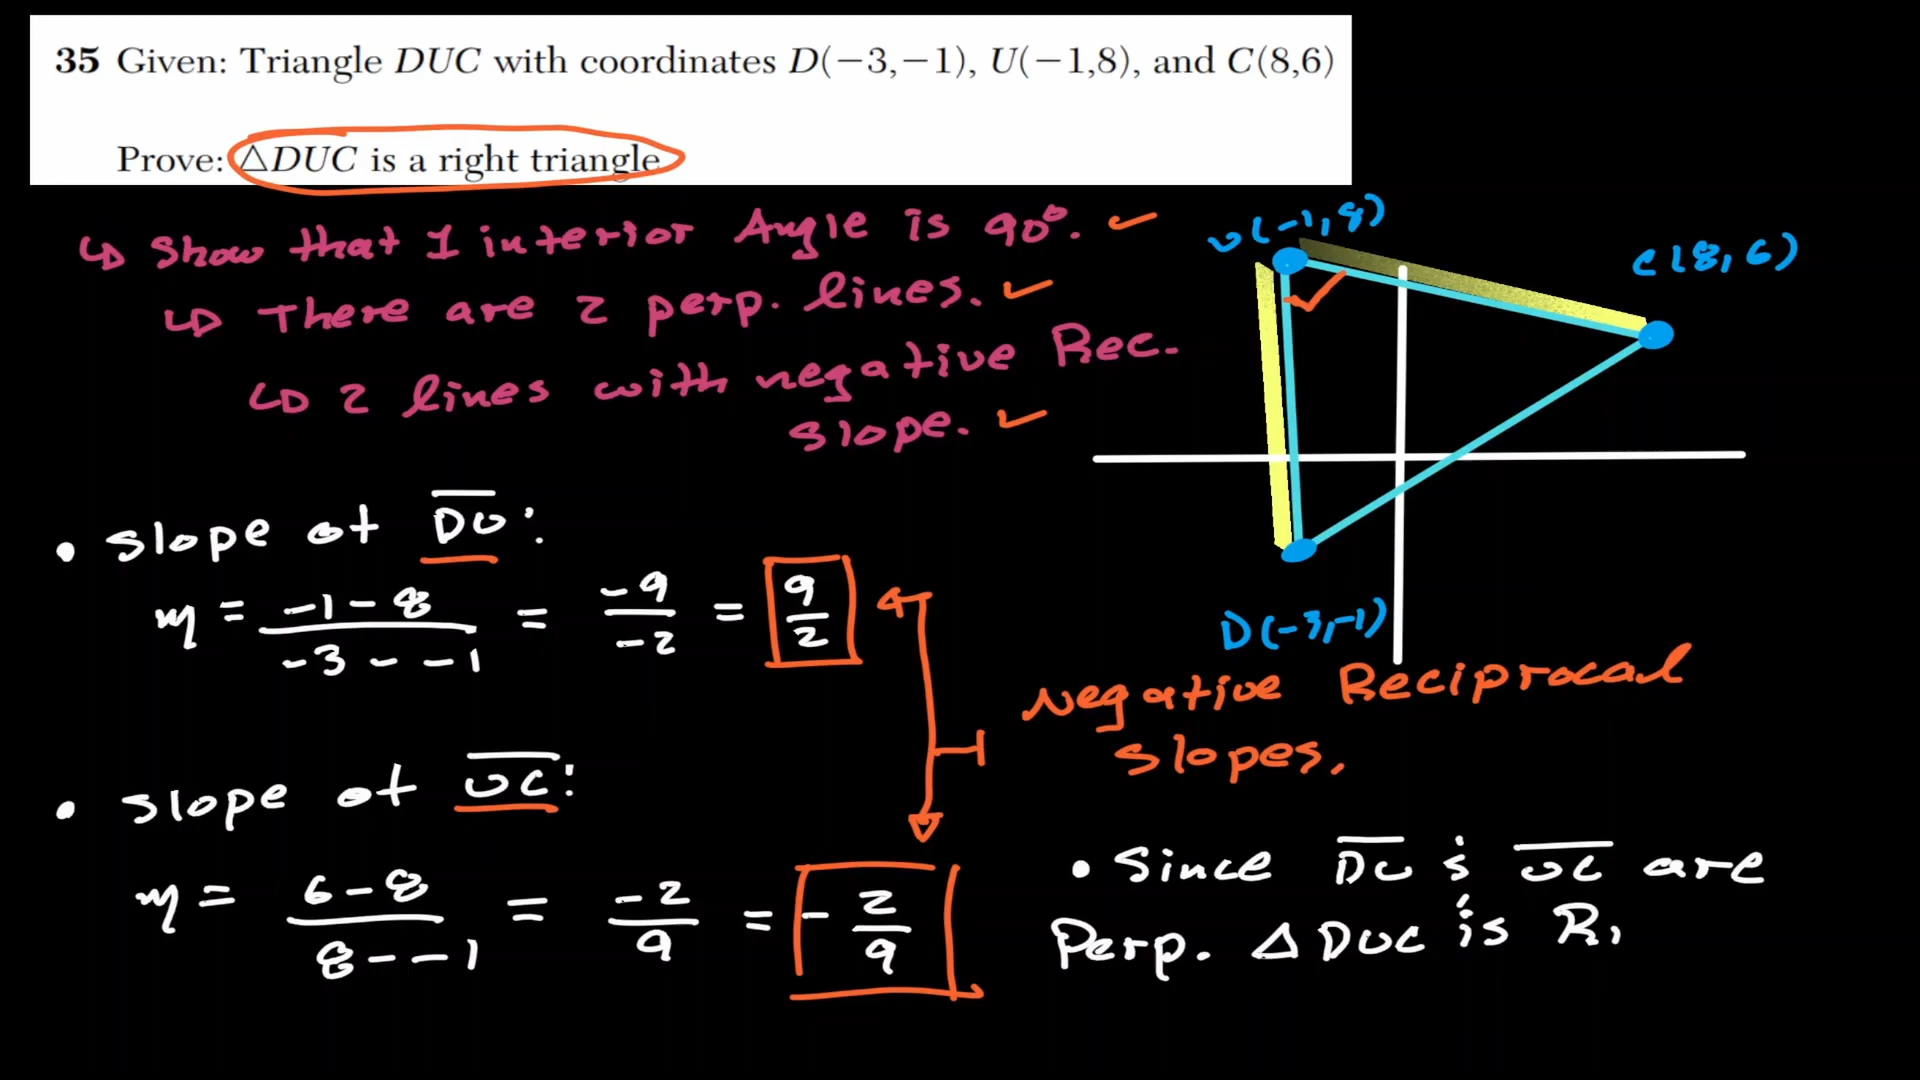 35 Given: Triangle DUC with coordinates D(−3,−1), U(−1,8), and C(8,6)
Prove: △DUC is a right triangle
↳ Show that 1 interior Angle is 90°. ✓
↳ There are 2 perp. lines. ✓
↳ 2 lines with negative Rec.
slope. ✓
U(-1,8)
C(8,6)
D(-3,-1)
• Slope of DU:
m = (-1-8)/(-3--1) = -9/-2 = 9/2
Negative Reciprocal
slopes.
• Slope of UC:
m = (6-8)/(8--1) = -2/9 = -2/9
• Since DU & UC are
Perp. △ DUC is Ri